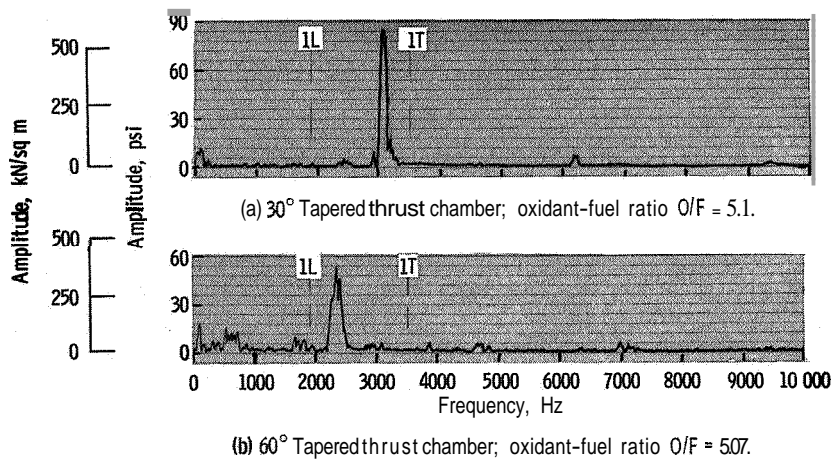 90
500
1L
1T
60
250
30
0
0
(a) 30° Tapered thrust chamber; oxidant-fuel ratio O/F = 5.1.
Amplitude, kN/sq m
Amplitude, psi
500
60
1L
1T
250
30
0
0
0 1000 2000 3000 4000 5000 6000 7000 8000 9000 10 000
Frequency, Hz
(b) 60° Tapered thrust chamber; oxidant-fuel ratio O/F = 5.07.